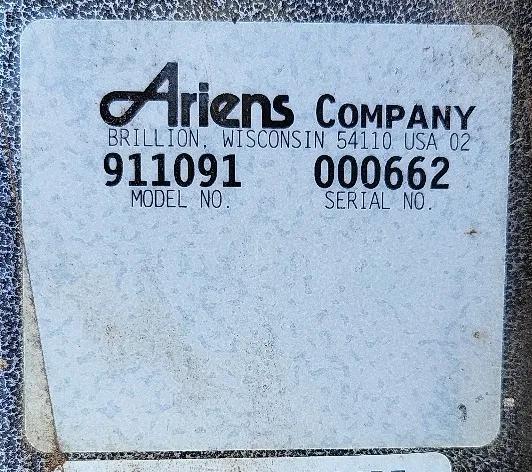 Ariens COMPANY
BRILLION, WISCONSIN 54110 USA 02
911091 000662
MODEL NO. SERIAL NO.